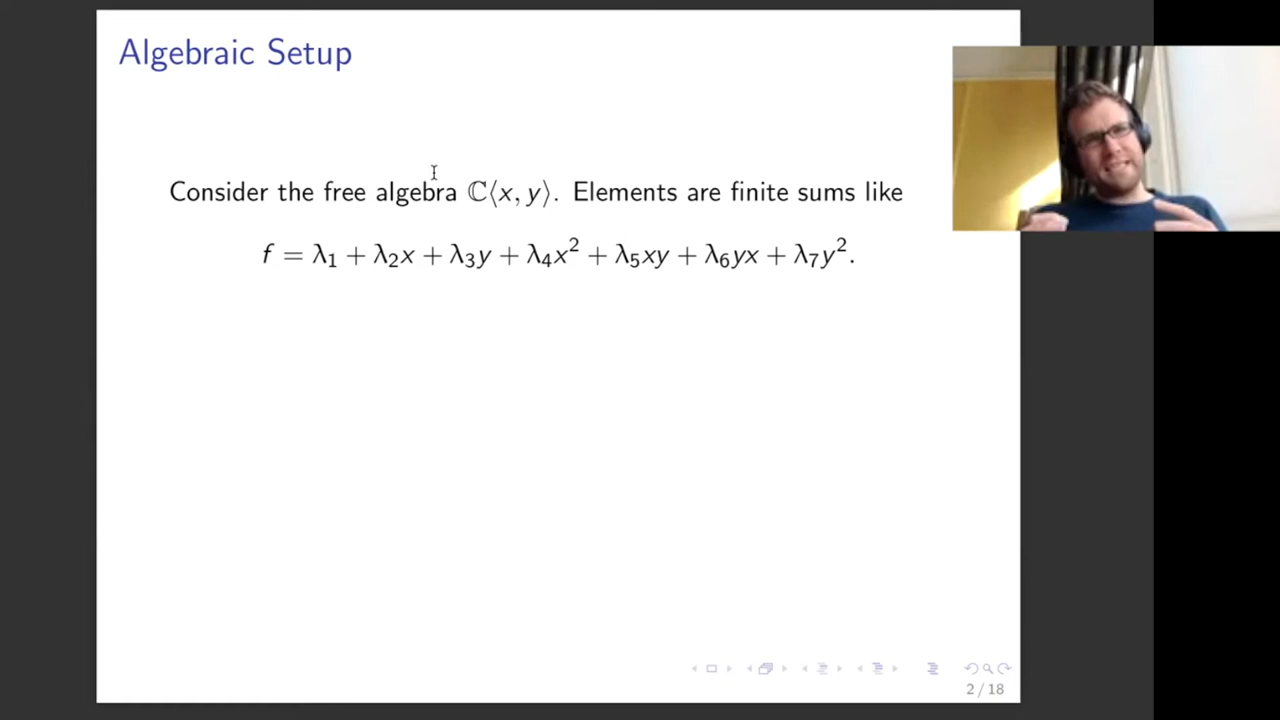 Algebraic Setup
Consider the free algebra ℂ⟨x, y⟩. Elements are finite sums like
f = λ₁ + λ₂x + λ₃y + λ₄x² + λ₅xy + λ₆yx + λ₇y².
2 / 18